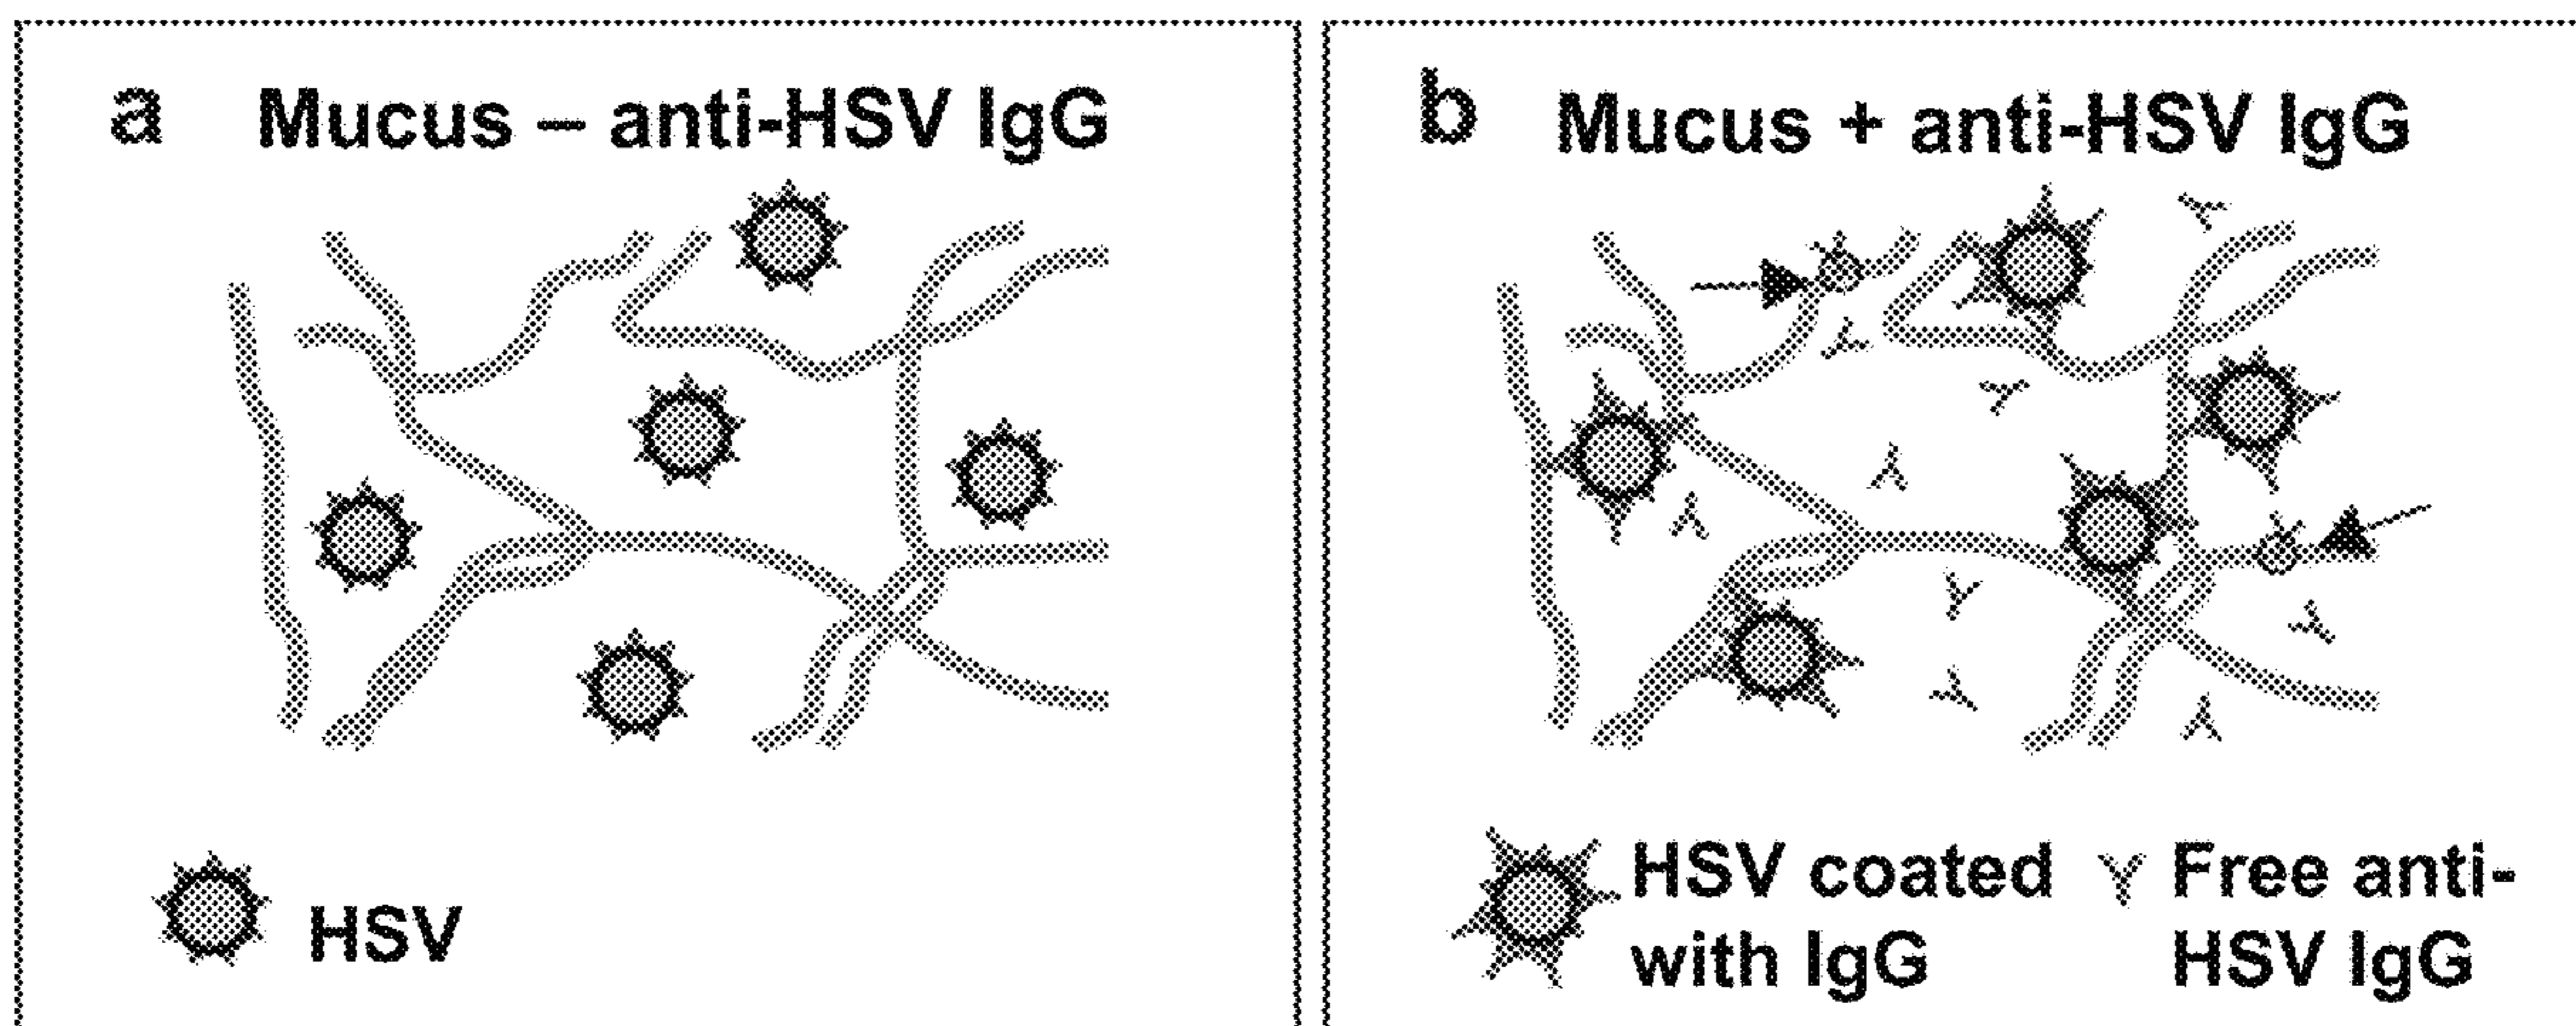 a Mucus – anti-HSV IgG
HSV
b Mucus + anti-HSV IgG
HSV coated
with IgG
Free anti-
HSV IgG